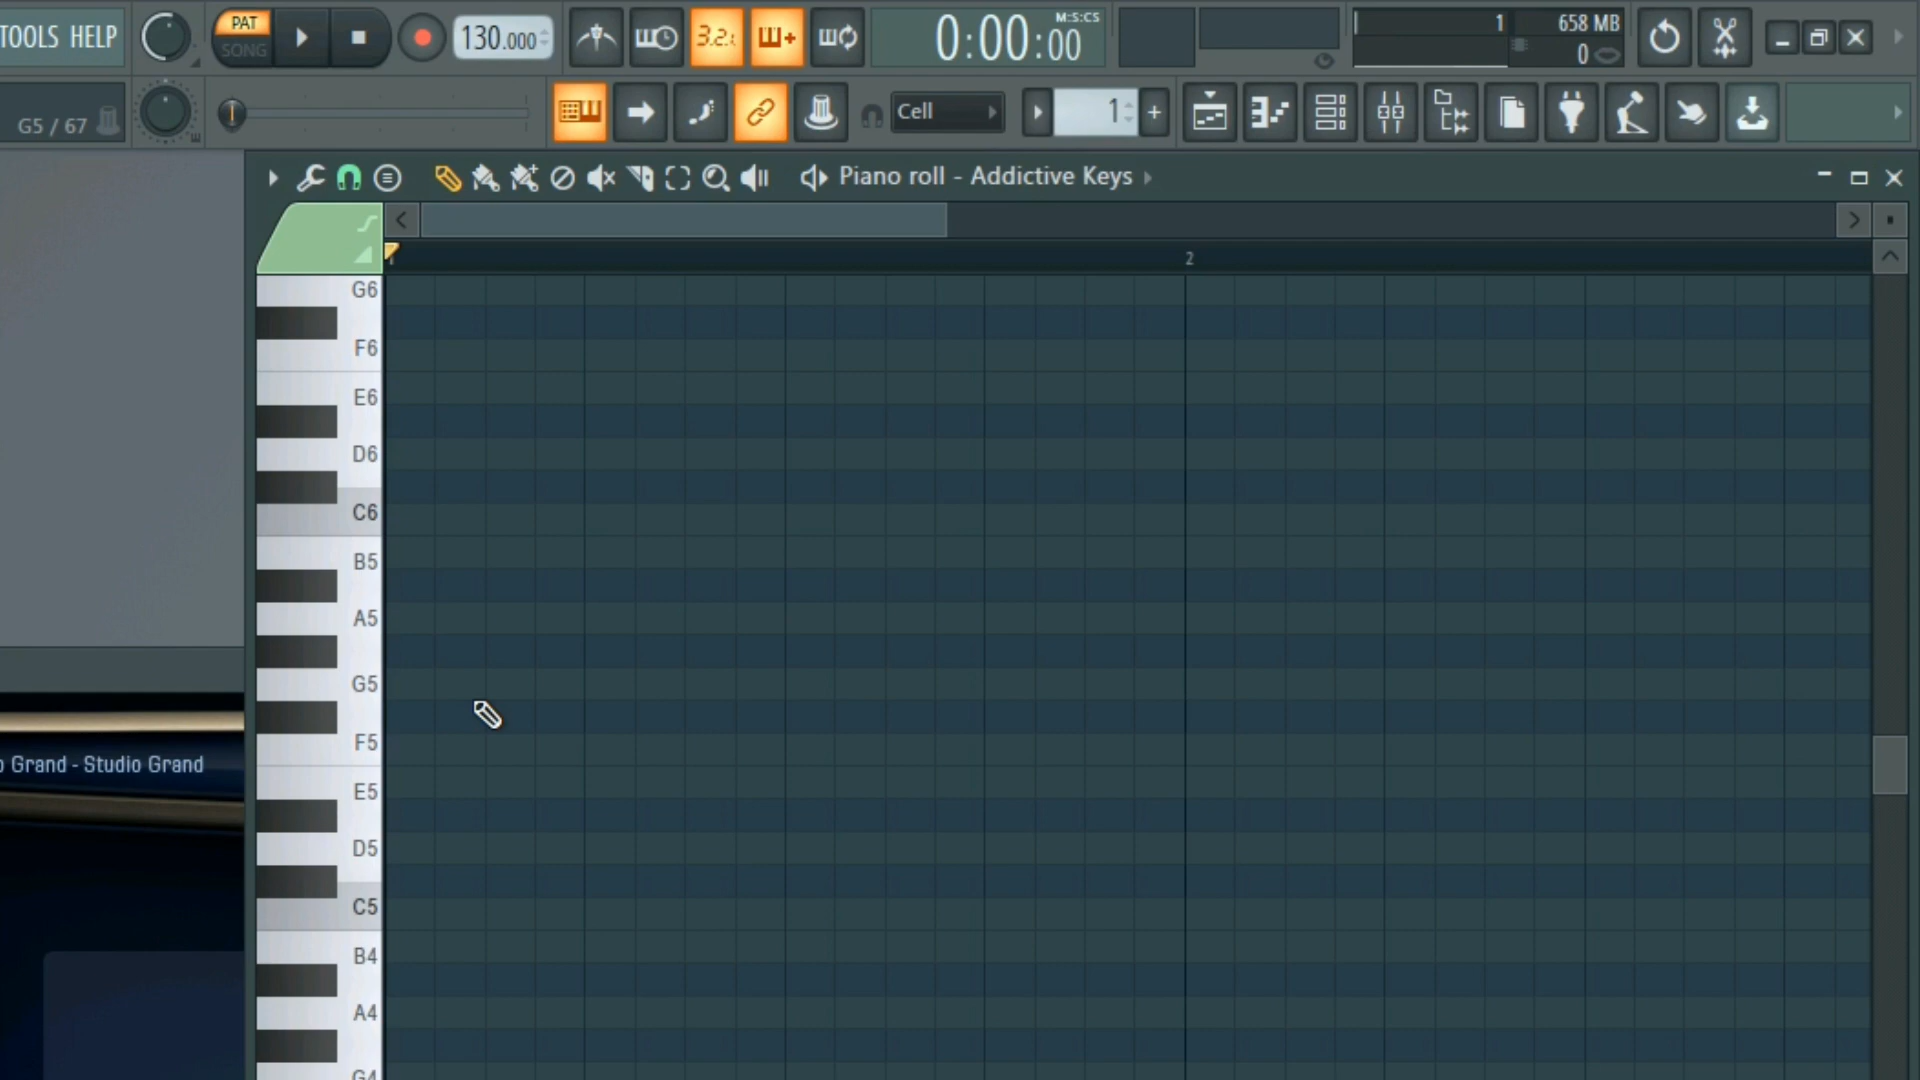 TOOLS HELP
PAT
SONG
130.000
3.2.
0:00:00
M:S:CS
1
658 MB
0
G5 / 67
Cell
1
Piano roll - Addictive Keys
2
G6
F6
E6
D6
C6
B5
A5
G5
F5
Grand - Studio Grand
E5
D5
C5
B4
A4
G4